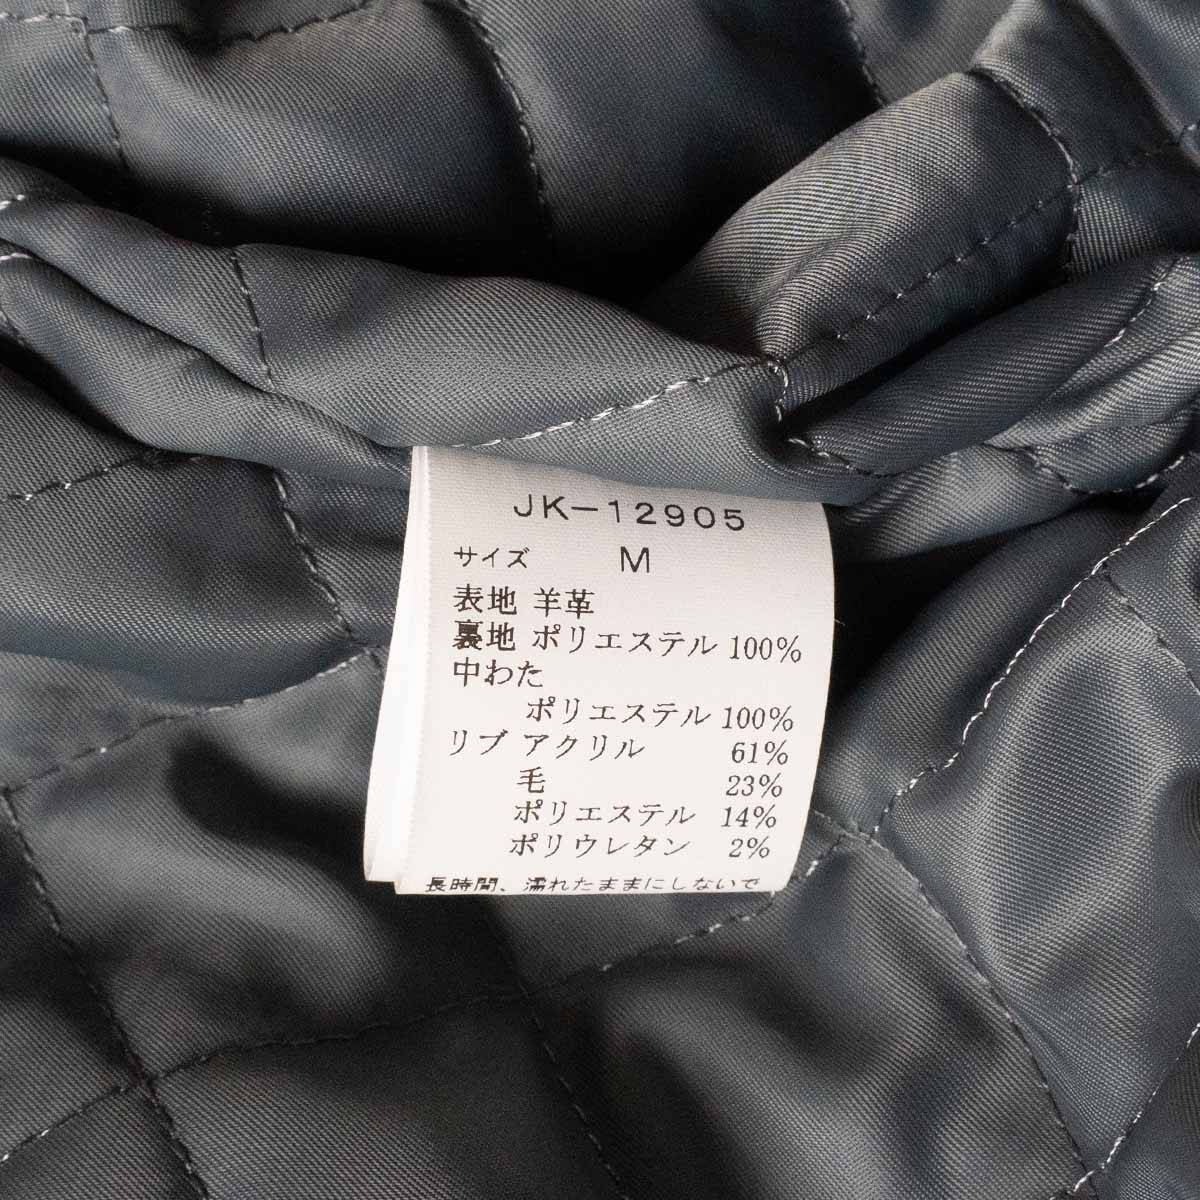 JK-12905
サイズ M
表地 羊革
裏地 ポリエステル 100%
中わた
ポリエステル 100%
リブ アクリル 61%
毛 23%
ポリエステル 14%
ポリウレタン 2%
長時間、濡れたままにしないで